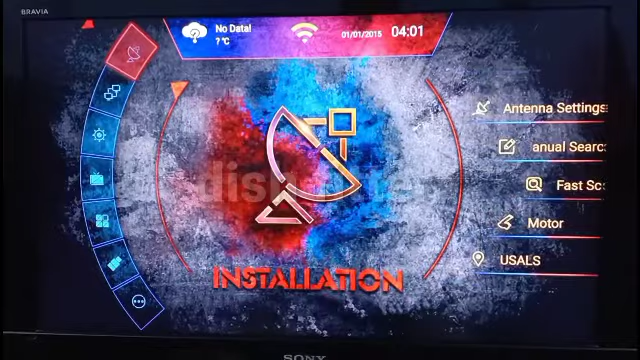 BRAVIA
No Data!
? °C
01/01/2015 04:01
Antenna Settings
anual Searc
Fast Sc
Motor
USALS
INSTALLATION
SONY